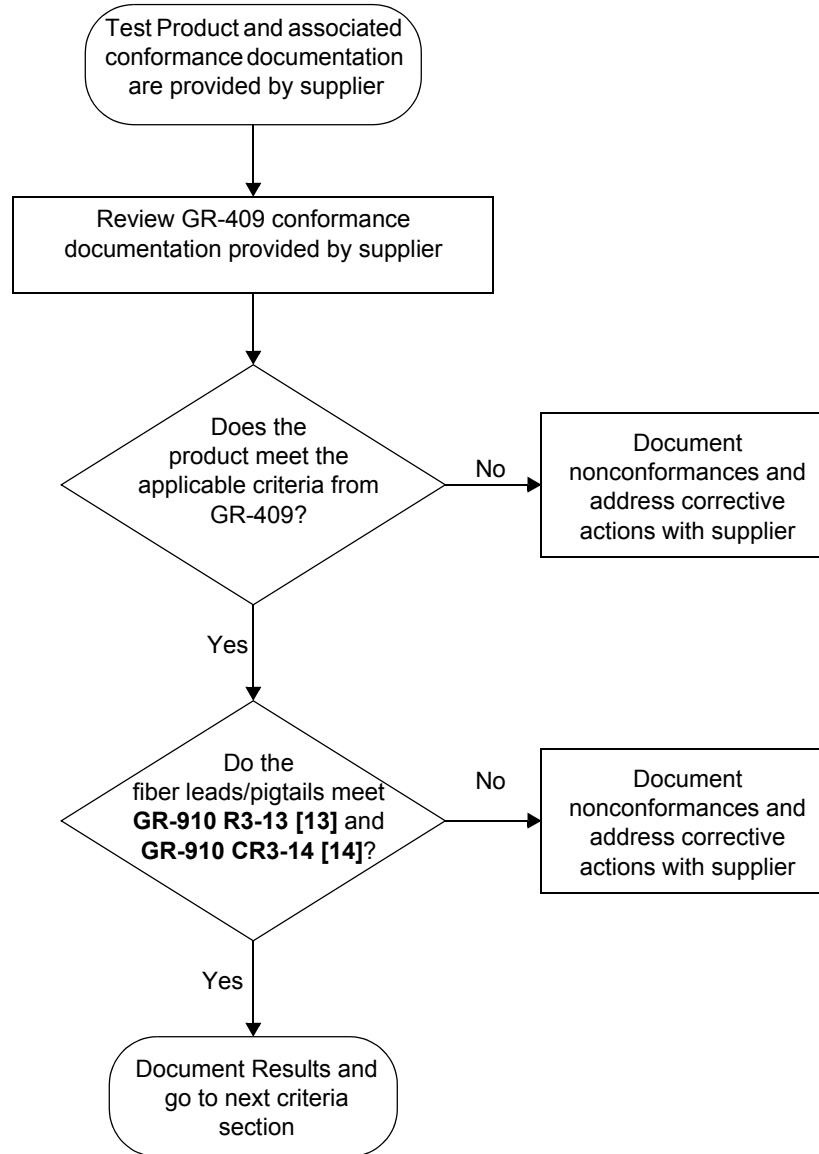 Test Product and associated
conformance documentation
are provided by supplier
Review GR-409 conformance
documentation provided by supplier
Does the
product meet the
applicable criteria from
GR-409?
No
Document
nonconformances and
address corrective
actions with supplier
Yes
Do the
fiber leads/pigtails meet
GR-910 R3-13 [13] and
GR-910 CR3-14 [14]?
No
Document
nonconformances and
address corrective
actions with supplier
Yes
Document Results and
go to next criteria
section